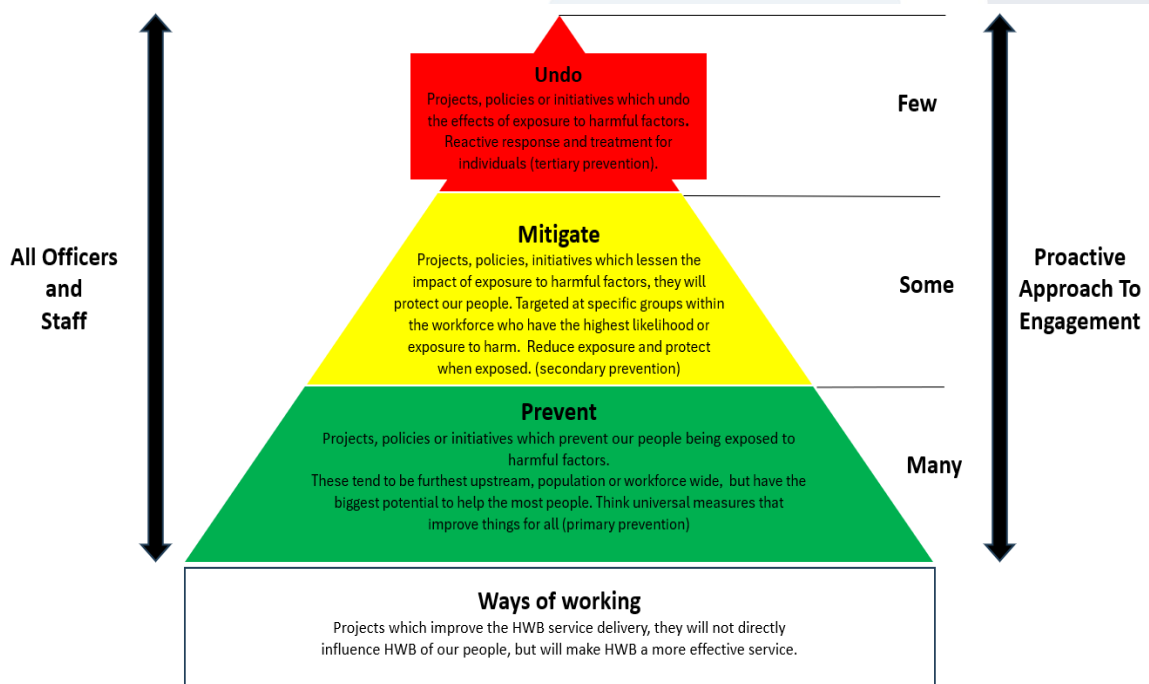 Undo
Projects, policies or initiatives which undo
the effects of exposure to harmful factors.
Reactive response and treatment for
individuals (tertiary prevention).
Few
Mitigate
Projects, policies, initiatives which lessen the
impact of exposure to harmful factors, they will
protect our people. Targeted at specific groups within
the workforce who have the highest likelihood or
exposure to harm. Reduce exposure and protect
when exposed. (secondary prevention)
Some
All Officers
and
Staff
Proactive
Approach To
Engagement
Prevent
Projects, policies or initiatives which prevent our people being exposed to
harmful factors.
These tend to be furthest upstream, population or workforce wide, but have the
biggest potential to help the most people. Think universal measures that
improve things for all (primary prevention)
Many
Ways of working
Projects which improve the HWB service delivery, they will not directly
influence HWB of our people, but will make HWB a more effective service.